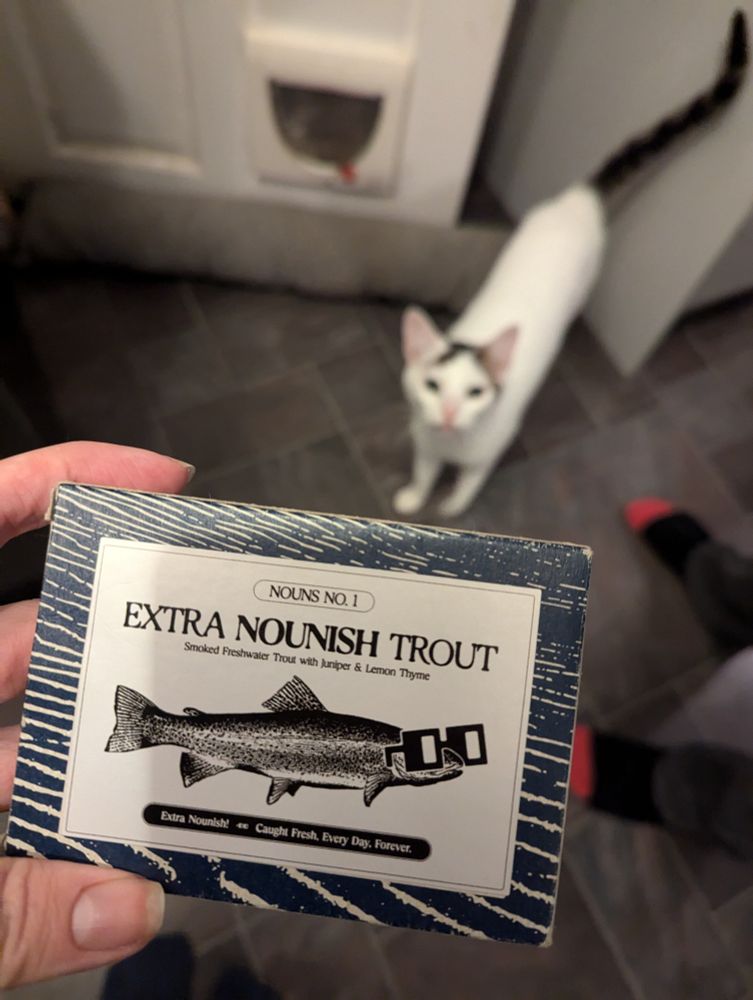 NOUNS NO. 1
EXTRA NOUNISH TROUT
Smoked Freshwater Trout with Juniper & Lemon Thyme
Extra Nounish! Caught Fresh, Every Day, Forever.